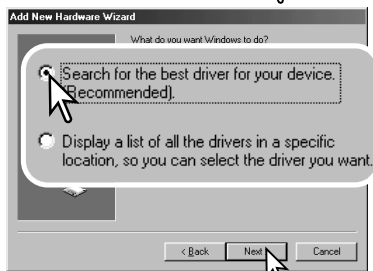 Add New Hardware Wizard
What do you want Windows to do?
Search for the best driver for your device.
(Recommended).
Display a list of all the drivers in a specific
location, so you can select the driver you want.
< Back
Next
Cancel